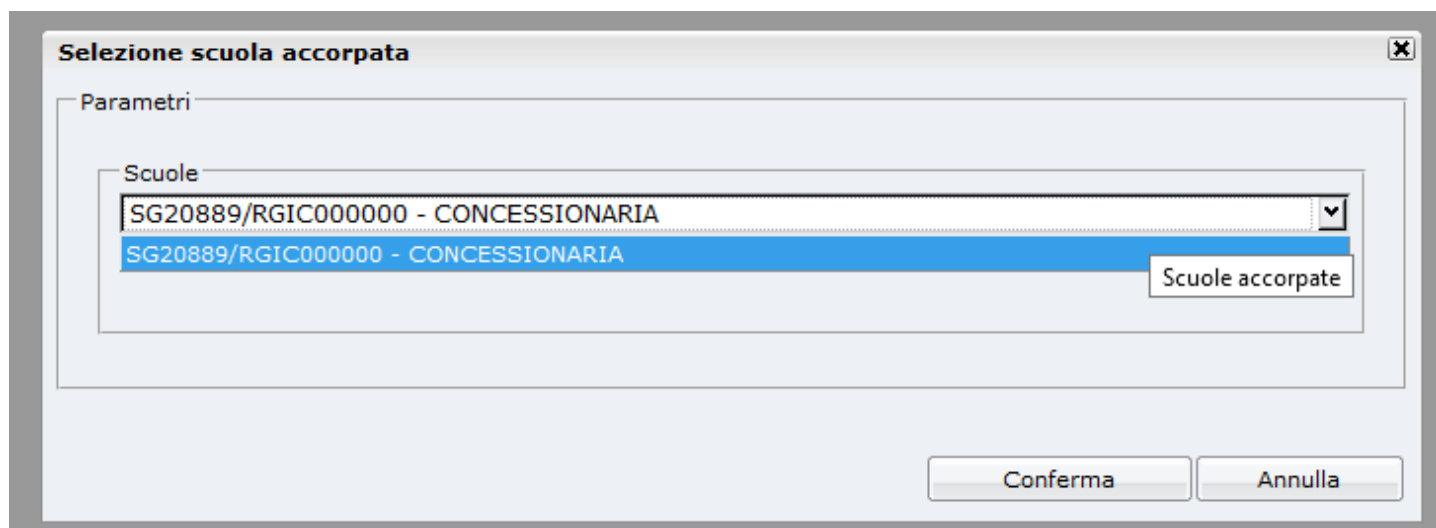 Selezione scuola accorpata
Parametri
Scuole
SG20889/RGIC000000 - CONCESSIONARIA
SG20889/RGIC000000 - CONCESSIONARIA
Scuole accorpate
Conferma Annulla